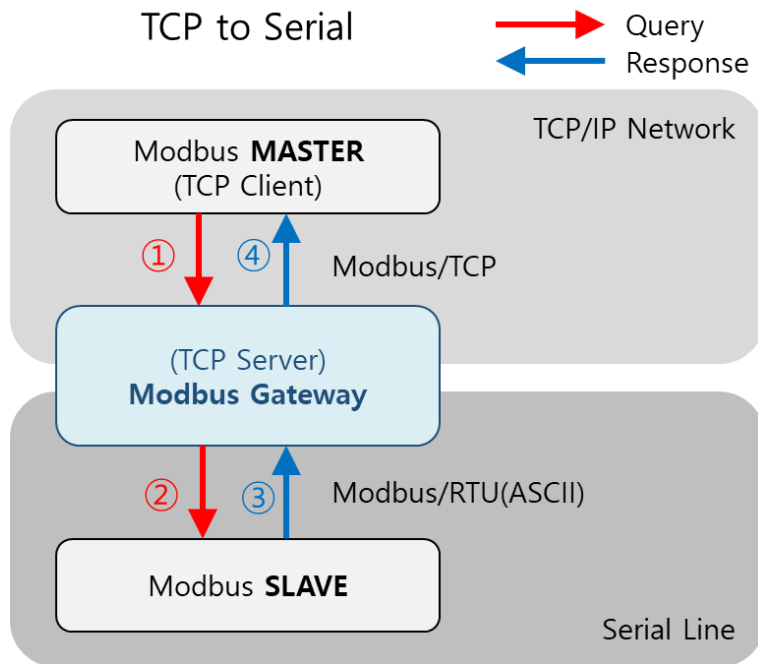 TCP to Serial
Query
Response
TCP/IP Network
Modbus MASTER
(TCP Client)
① ④
Modbus/TCP
(TCP Server)
Modbus Gateway
② ③
Modbus/RTU(ASCII)
Modbus SLAVE
Serial Line